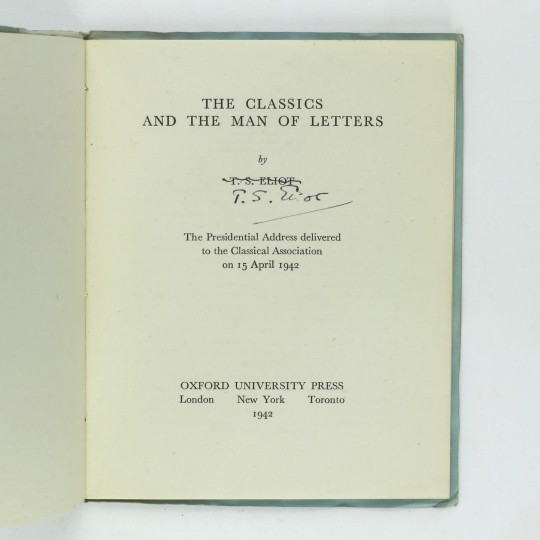 THE CLASSICS
AND THE MAN OF LETTERS
by
T. S. ELIOT
T. S. Eliot
The Presidential Address delivered
to the Classical Association
on 15 April 1942
OXFORD UNIVERSITY PRESS
London New York Toronto
1942